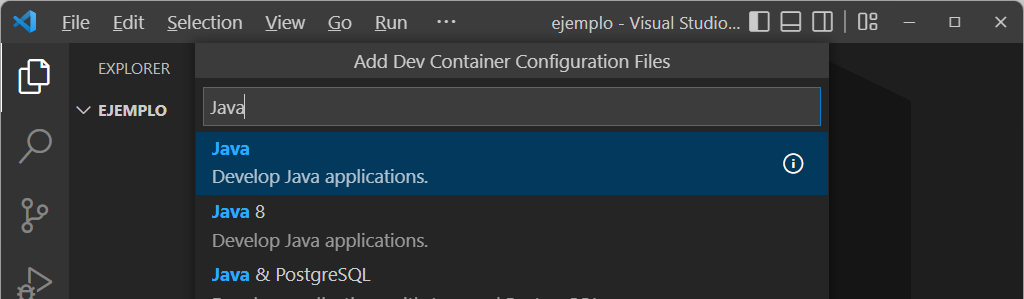 File Edit Selection View Go Run ··· ejemplo - Visual Studio...
EXPLORER
EJEMPLO
Add Dev Container Configuration Files
Java
Java
Develop Java applications.
Java 8
Develop Java applications.
Java & PostgreSQL